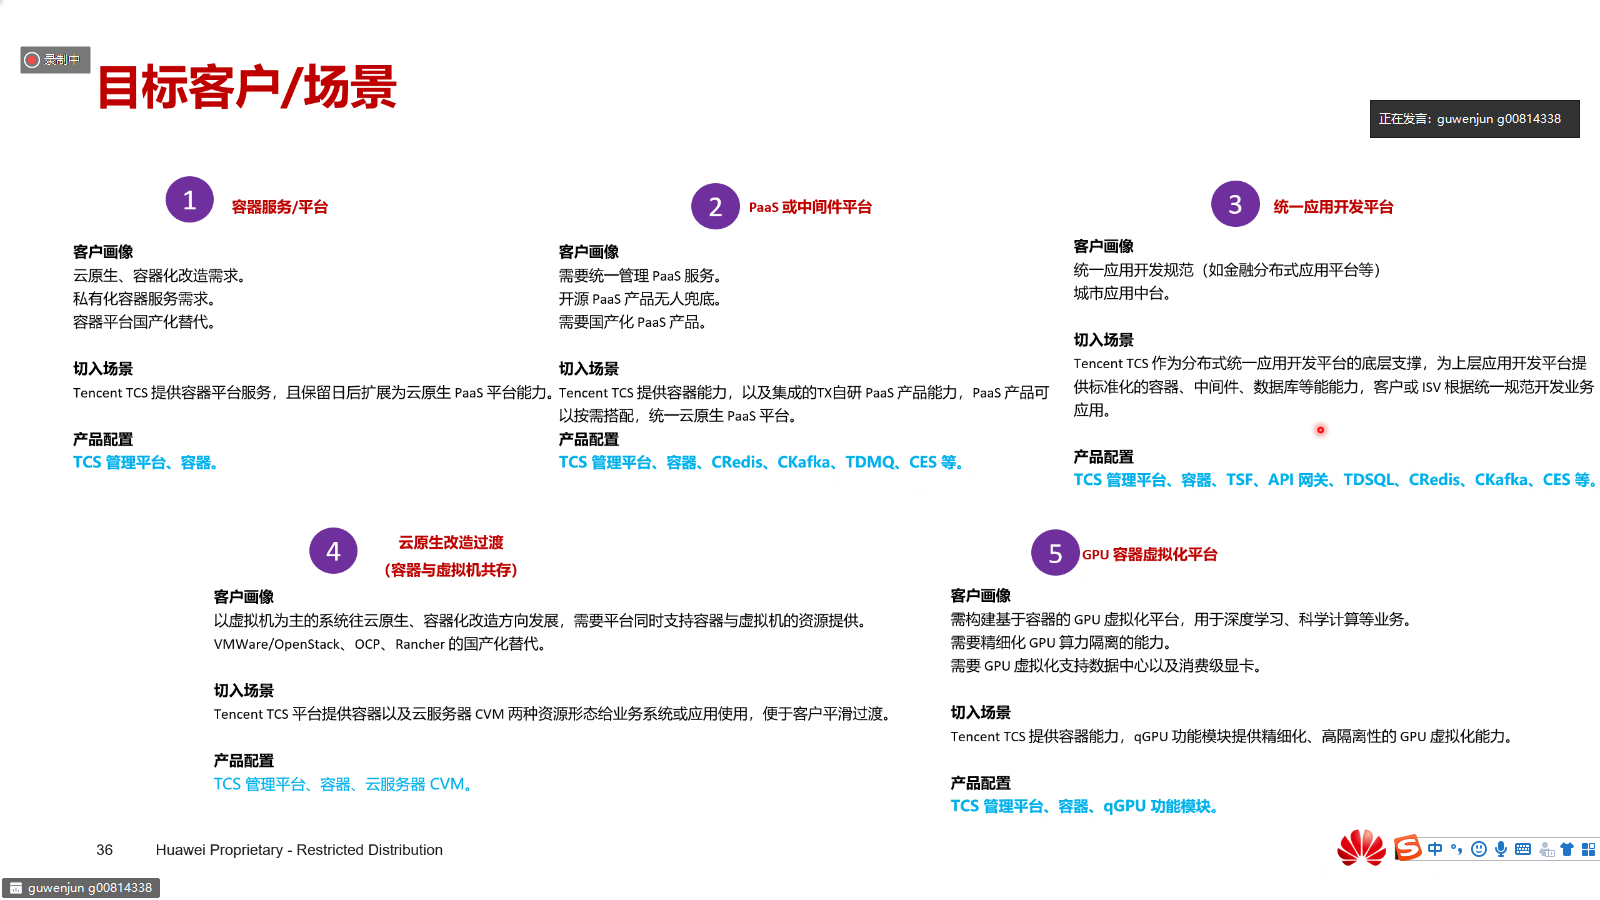 录制中
目标客户/场景
正在发言：guwenjun g00814338
1
容器服务/平台
客户画像
云原生、容器化改造需求。
私有化容器服务需求。
容器平台国产化替代。
切入场景
Tencent TCS 提供容器平台服务，且保留日后扩展为云原生 PaaS 平台能力。
产品配置
TCS 管理平台、容器。
2
PaaS 或中间件平台
客户画像
需要统一管理 PaaS 服务。
开源 PaaS 产品无人兜底。
需要国产化 PaaS 产品。
切入场景
Tencent TCS 提供容器能力，以及集成的TX自研 PaaS 产品能力，PaaS 产品可
以按需搭配，统一云原生 PaaS 平台。
产品配置
TCS 管理平台、容器、CRedis、CKafka、TDMQ、CES 等。
3
统一应用开发平台
客户画像
统一应用开发规范（如金融分布式应用平台等）
城市应用中台。
切入场景
Tencent TCS 作为分布式统一应用开发平台的底层支撑，为上层应用开发平台提
供标准化的容器、中间件、数据库等能能力，客户或 ISV 根据统一规范开发业务
应用。
产品配置
TCS 管理平台、容器、TSF、API 网关、TDSQL、CRedis、CKafka、CES 等。
4
云原生改造过渡
（容器与虚拟机共存）
客户画像
以虚拟机为主的系统往云原生、容器化改造方向发展，需要平台同时支持容器与虚拟机的资源提供。
VMWare/OpenStack、OCP、Rancher 的国产化替代。
切入场景
Tencent TCS 平台提供容器以及云服务器 CVM 两种资源形态给业务系统或应用使用，便于客户平滑过渡。
产品配置
TCS 管理平台、容器、云服务器 CVM。
5
GPU 容器虚拟化平台
客户画像
需构建基于容器的 GPU 虚拟化平台，用于深度学习、科学计算等业务。
需要精细化 GPU 算力隔离的能力。
需要 GPU 虚拟化支持数据中心以及消费级显卡。
切入场景
Tencent TCS 提供容器能力，qGPU 功能模块提供精细化、高隔离性的 GPU 虚拟化能力。
产品配置
TCS 管理平台、容器、qGPU 功能模块。
36
Huawei Proprietary - Restricted Distribution
S 中
guwenjun g00814338